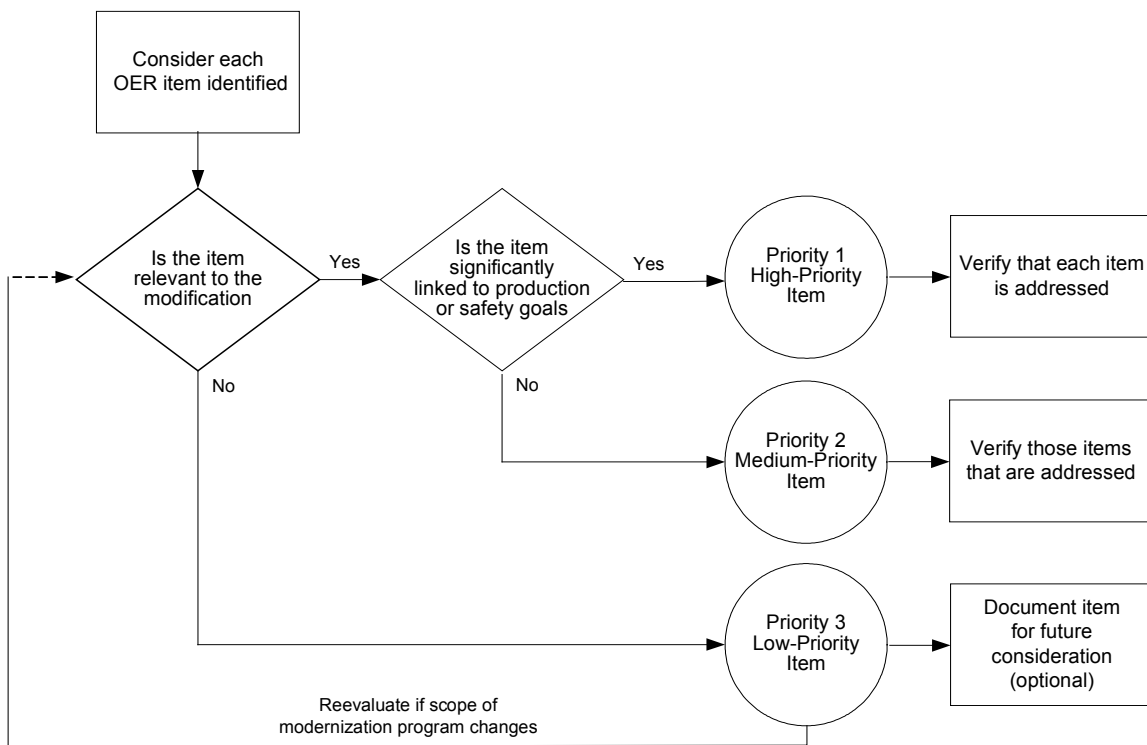 Consider each
OER item identified
Is the item
relevant to the
modification
Yes
Is the item
significantly
linked to production
or safety goals
Yes
Priority 1
High-Priority
Item
Verify that each item
is addressed
No
No
Priority 2
Medium-Priority
Item
Verify those items
that are addressed
Priority 3
Low-Priority
Item
Document item
for future
consideration
(optional)
Reevaluate if scope of
modernization program changes